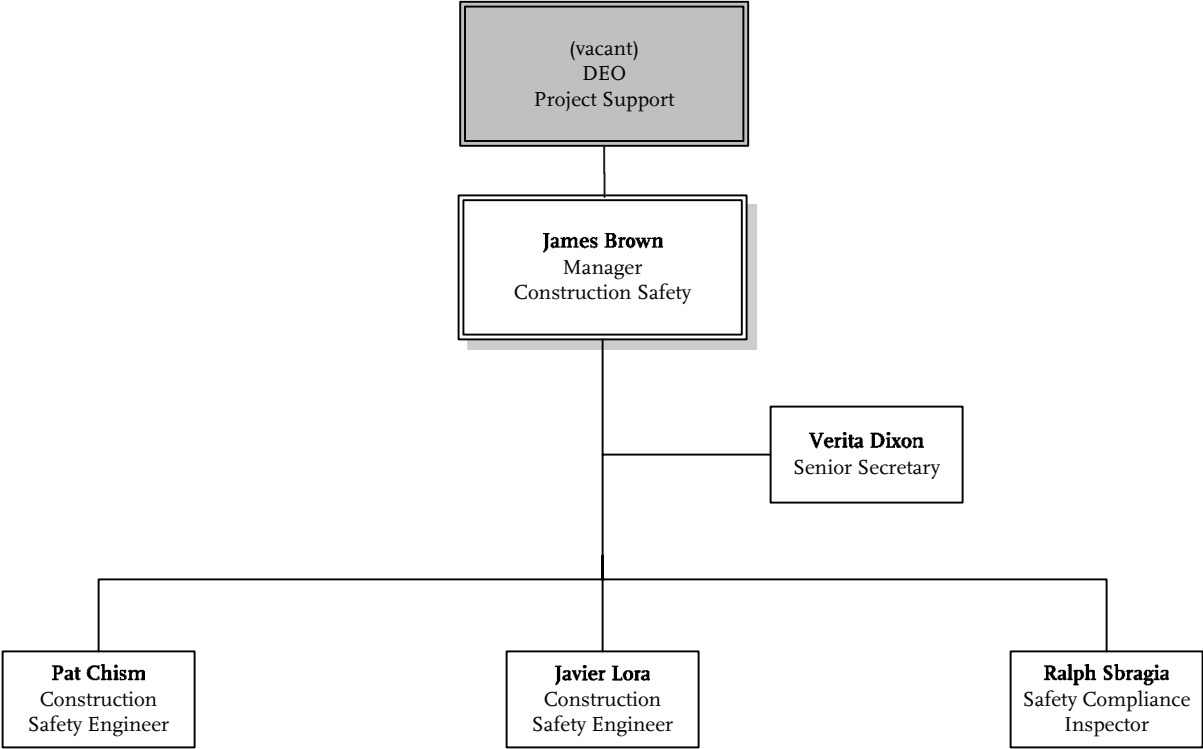 (vacant)
DEO
Project Support
James Brown
Manager
Construction Safety
Verita Dixon
Senior Secretary
Pat Chism
Construction
Safety Engineer
Javier Lora
Construction
Safety Engineer
Ralph Sbragia
Safety Compliance
Inspector